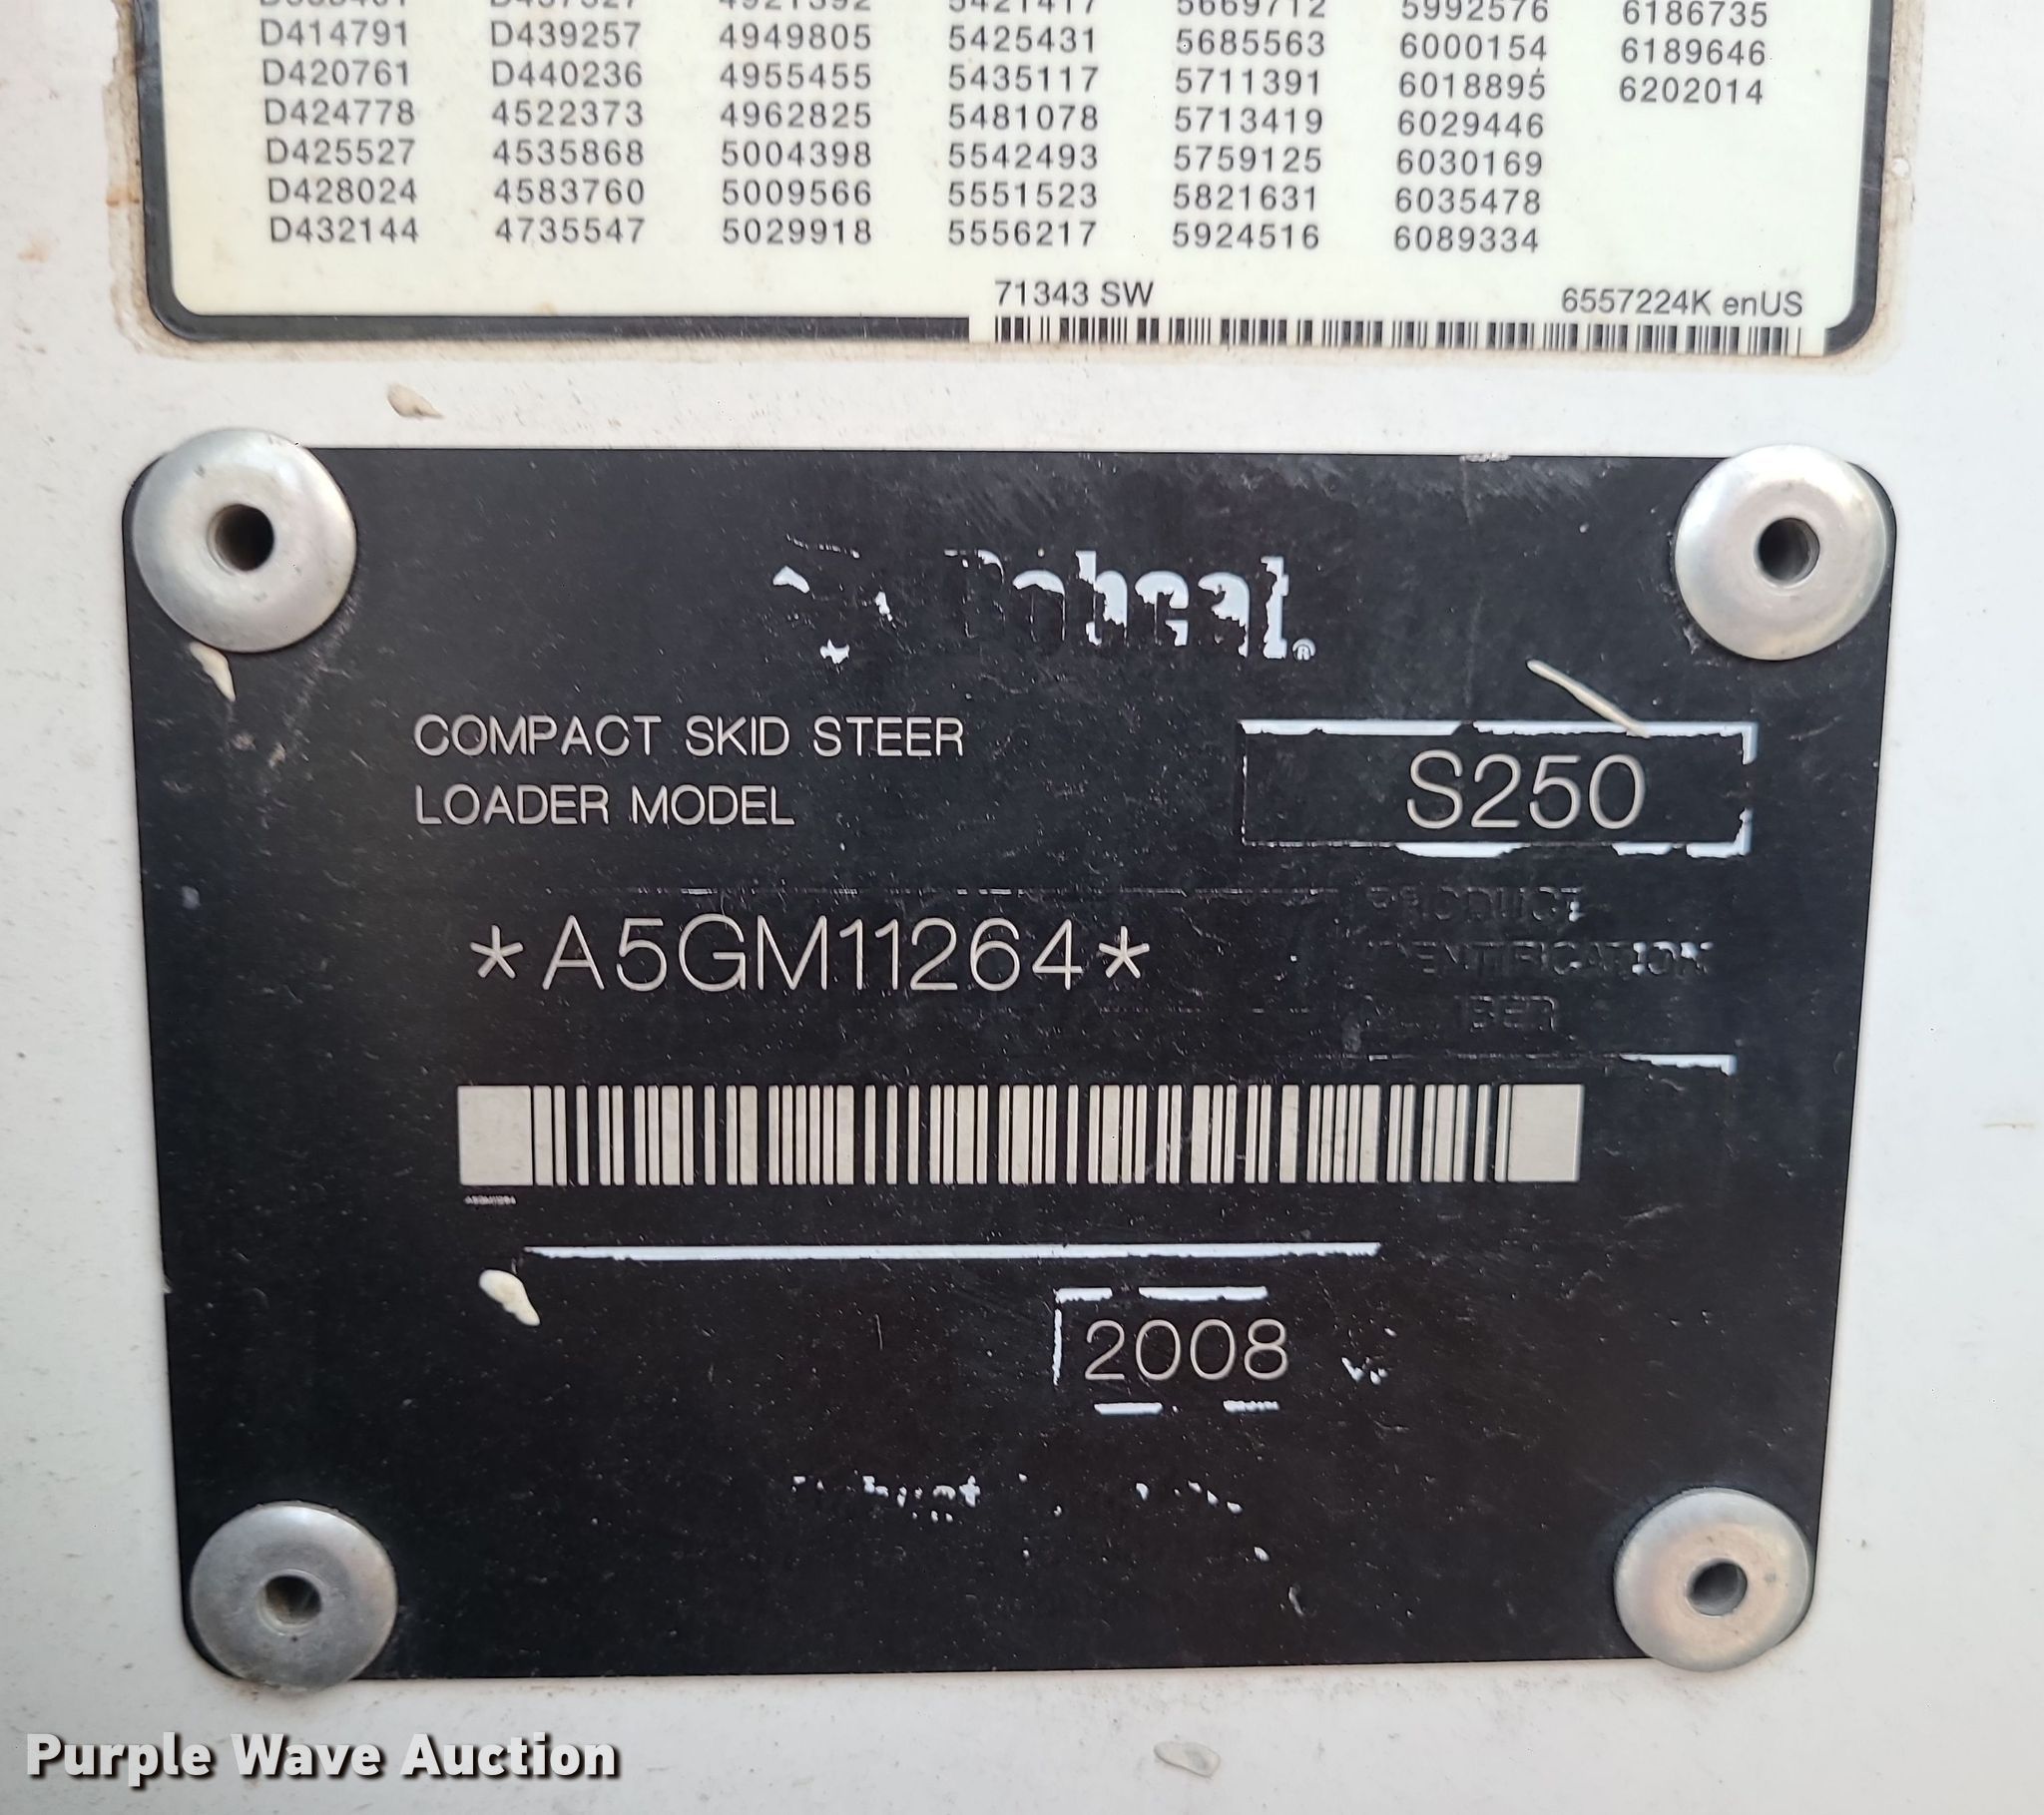 D414791 D439257 4949805 5425431 5685563 6000154 6189646
D420761 D440236 4955455 5435117 5711391 6018895 6202014
D424778 4522373 4962825 5481078 5713419 6029446
D425527 4535868 5004398 5542493 5759125 6030169
D428024 4583760 5009566 5551523 5821631 6035478
D432144 4735547 5029918 5556217 5924516 6089334
71343 SW 6557224K enUS
Bobcat®
COMPACT SKID STEER
LOADER MODEL
S250
PRODUCT
IDENTIFICATION
*A5GM11264*
2008
Purple Wave Auction